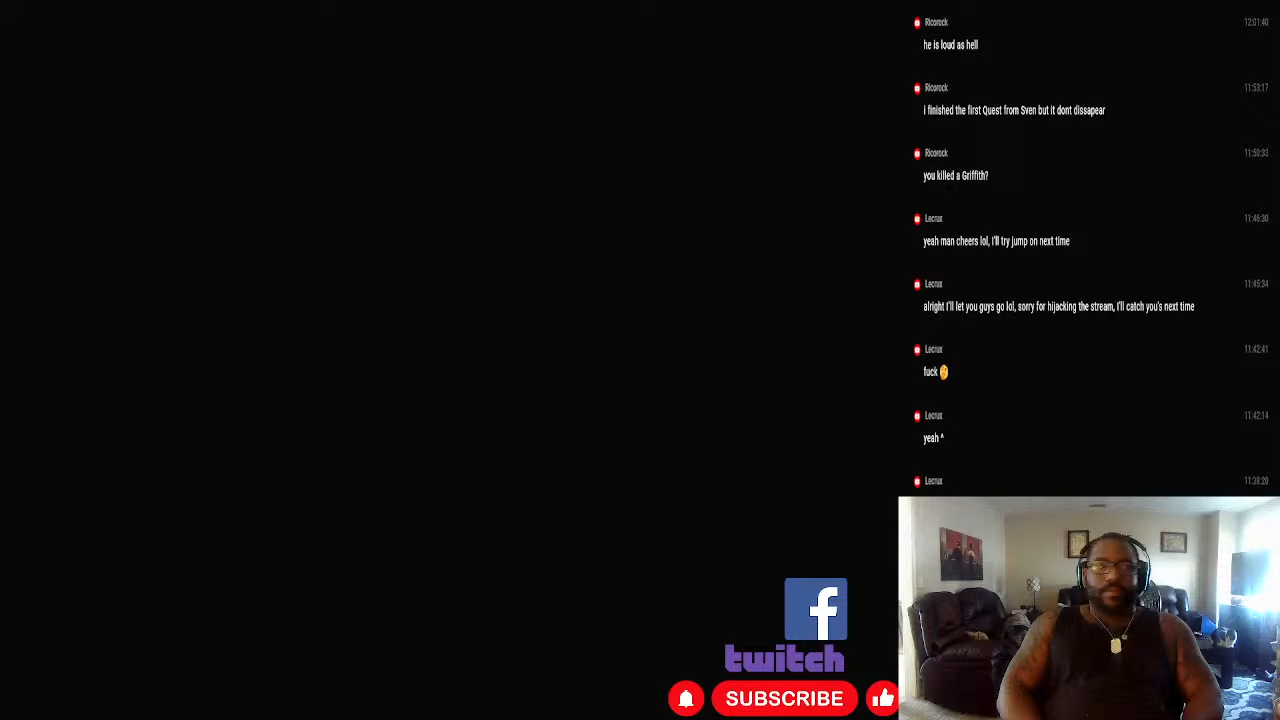 Ricorock 12:01:40
he is loud as hell
Ricorock 11:53:17
i finished the first Quest from Sven but it dont dissapear
Ricorock 11:50:33
you killed a Griffith?
Lecrux 11:46:30
yeah man cheers lol, I'll try jump on next time
Lecrux 11:45:34
alright I'll let you guys go lol, sorry for hijacking the stream, I'll catch you's next time
Lecrux 11:42:41
fuck
Lecrux 11:42:14
yeah ^
Lecrux 11:38:20
f
twitch
SUBSCRIBE